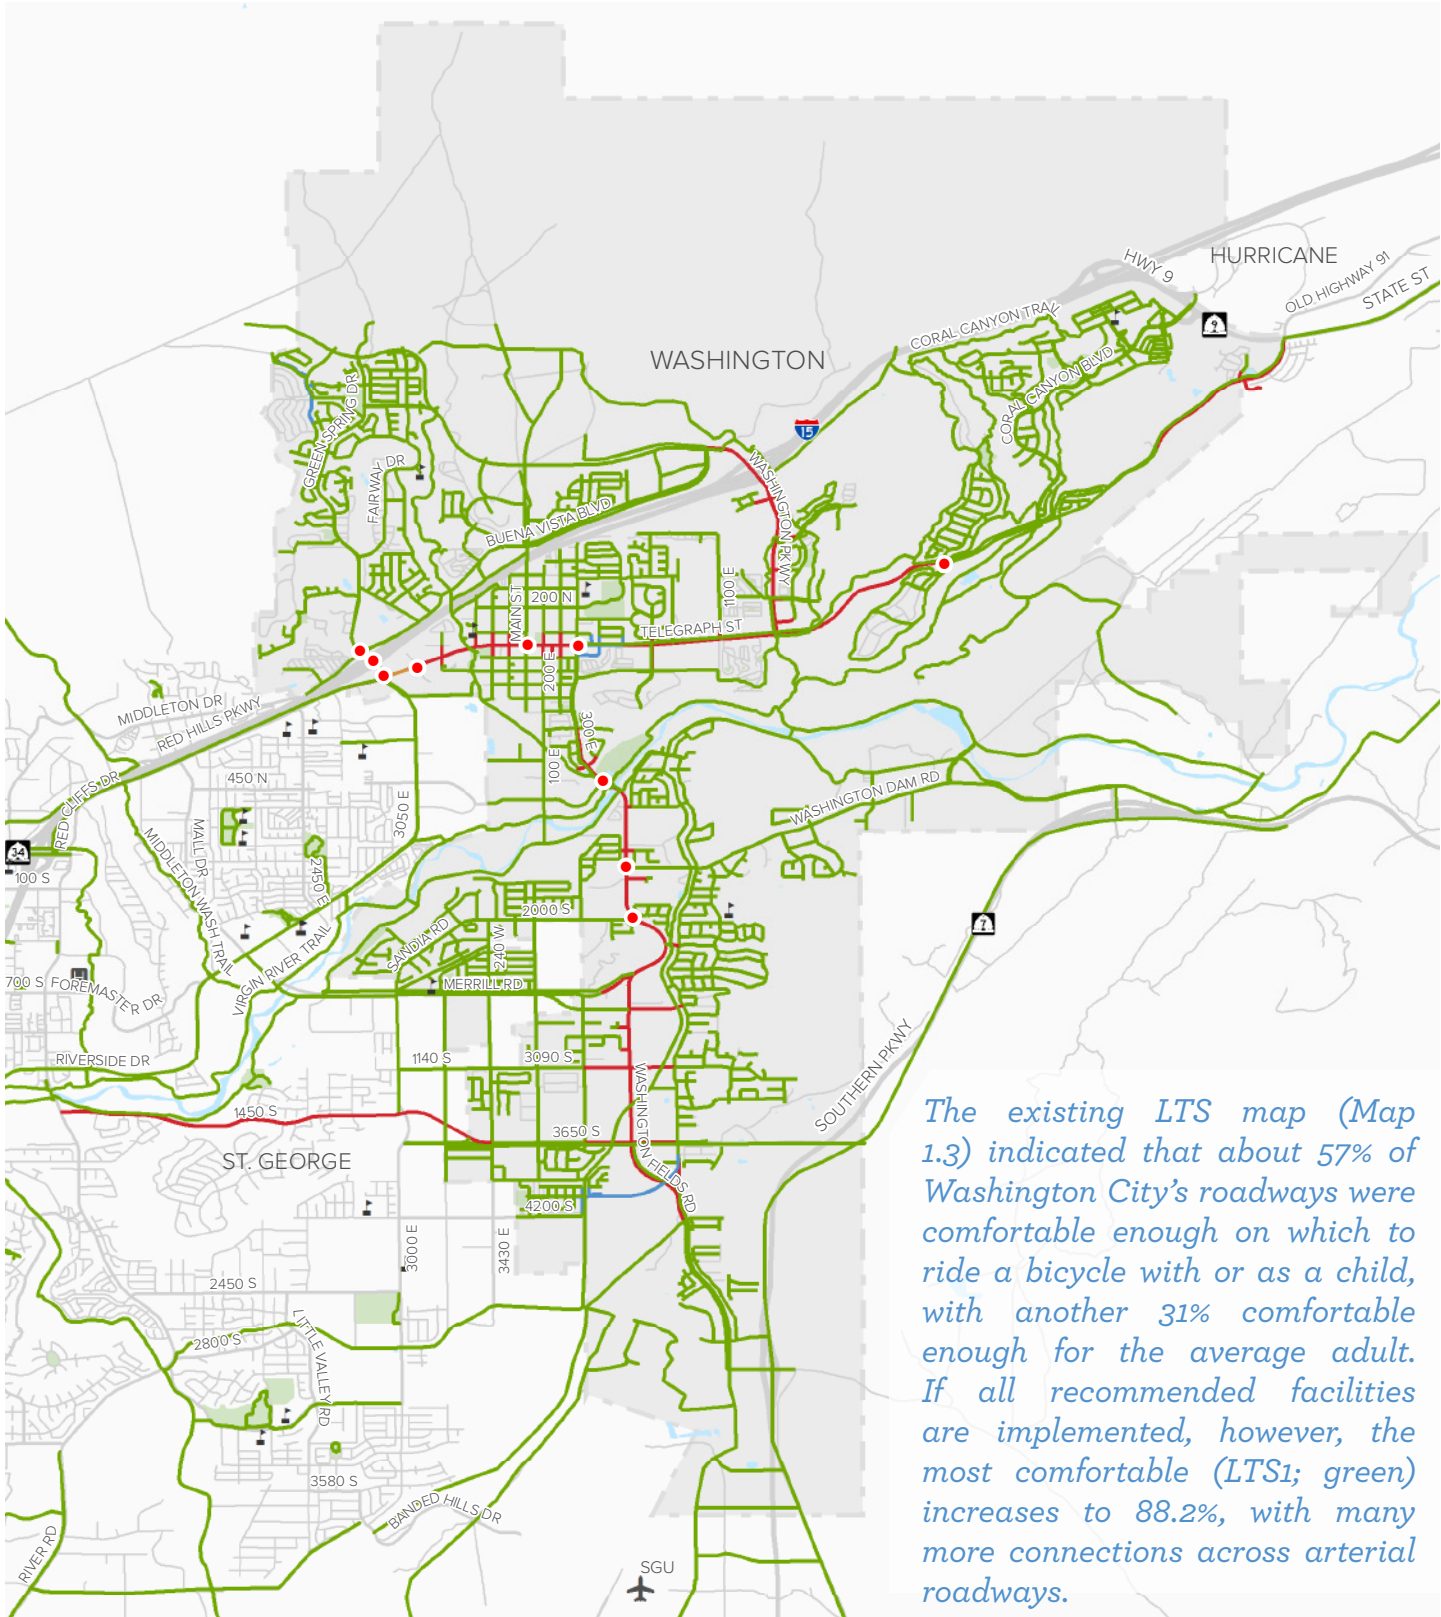 HURRICANE
HWY 9
OLD HIGHWAY 91
STATE ST
9
CORAL CANYON TRAIL
WASHINGTON
CORAL CANYON BLVD
15
GREEN SPRING DR
FAIRWAY DR
WASHINGTON PKWY
BUENA VISTA BLVD
1100 E
MAIN ST
200 N
TELEGRAPH ST
200 E
MIDDLETON DR
RED HILLS PKWY
300 E
100 E
450 N
WASHINGTON DAM RD
RED CLIFFS DR
3050 E
MALL DR
MIDDLETON WASH TRAIL
34
100 S
2450 E
2000 S
SANDIA RD
240 W
7
VIRGIN RIVER TRAIL
700 S
FOREMASTER DR
MERRILL RD
RIVERSIDE DR
1140 S
3090 S
WASHINGTON FIELDS RD
SOUTHERN PKWY
1450 S
3650 S
ST. GEORGE
4200 S
3000 E
3430 E
2450 S
2800 S
LITTLE VALLEY RD
3580 S
BANDED HILLS DR
RIVER RD
SGU
The existing LTS map (Map
1.3) indicated that about 57% of
Washington City's roadways were
comfortable enough on which to
ride a bicycle with or as a child,
with another 31% comfortable
enough for the average adult.
If all recommended facilities
are implemented, however, the
most comfortable (LTS1; green)
increases to 88.2%, with many
more connections across arterial
roadways.